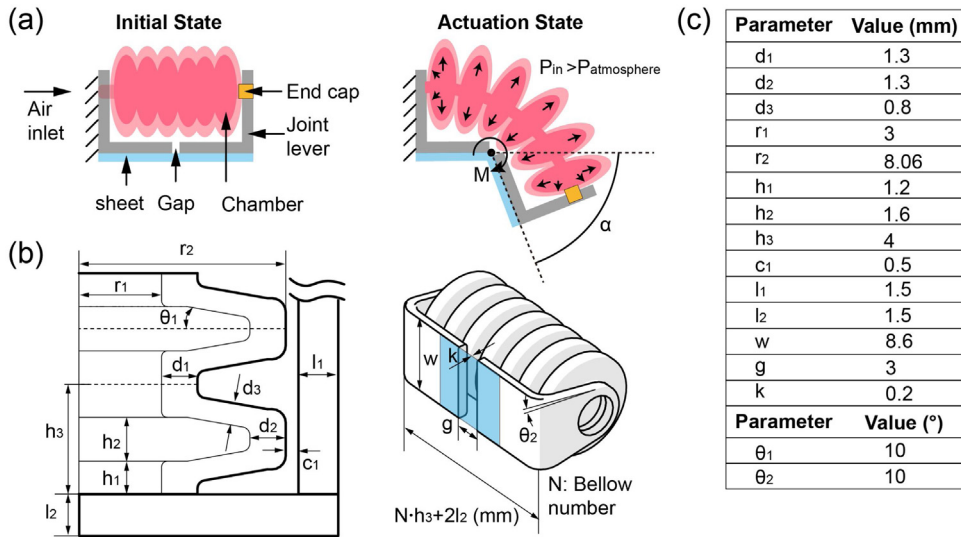 (a)
Initial State
Air
inlet
End cap
Joint
lever
sheet
Gap
Chamber
Actuation State
Pin >Patmosphere
M
α
(b)
r2
r1
θ1
d1
d3
h3
h2
d2
h1
c1
l1
l2
w
k
g
θ2
N·h3+2l2 (mm)
N: Bellow
number
(c)
Parameter Value (mm)
d1 1.3
d2 1.3
d3 0.8
r1 3
r2 8.06
h1 1.2
h2 1.6
h3 4
c1 0.5
l1 1.5
l2 1.5
w 8.6
g 3
k 0.2
Parameter Value (°)
θ1 10
θ2 10